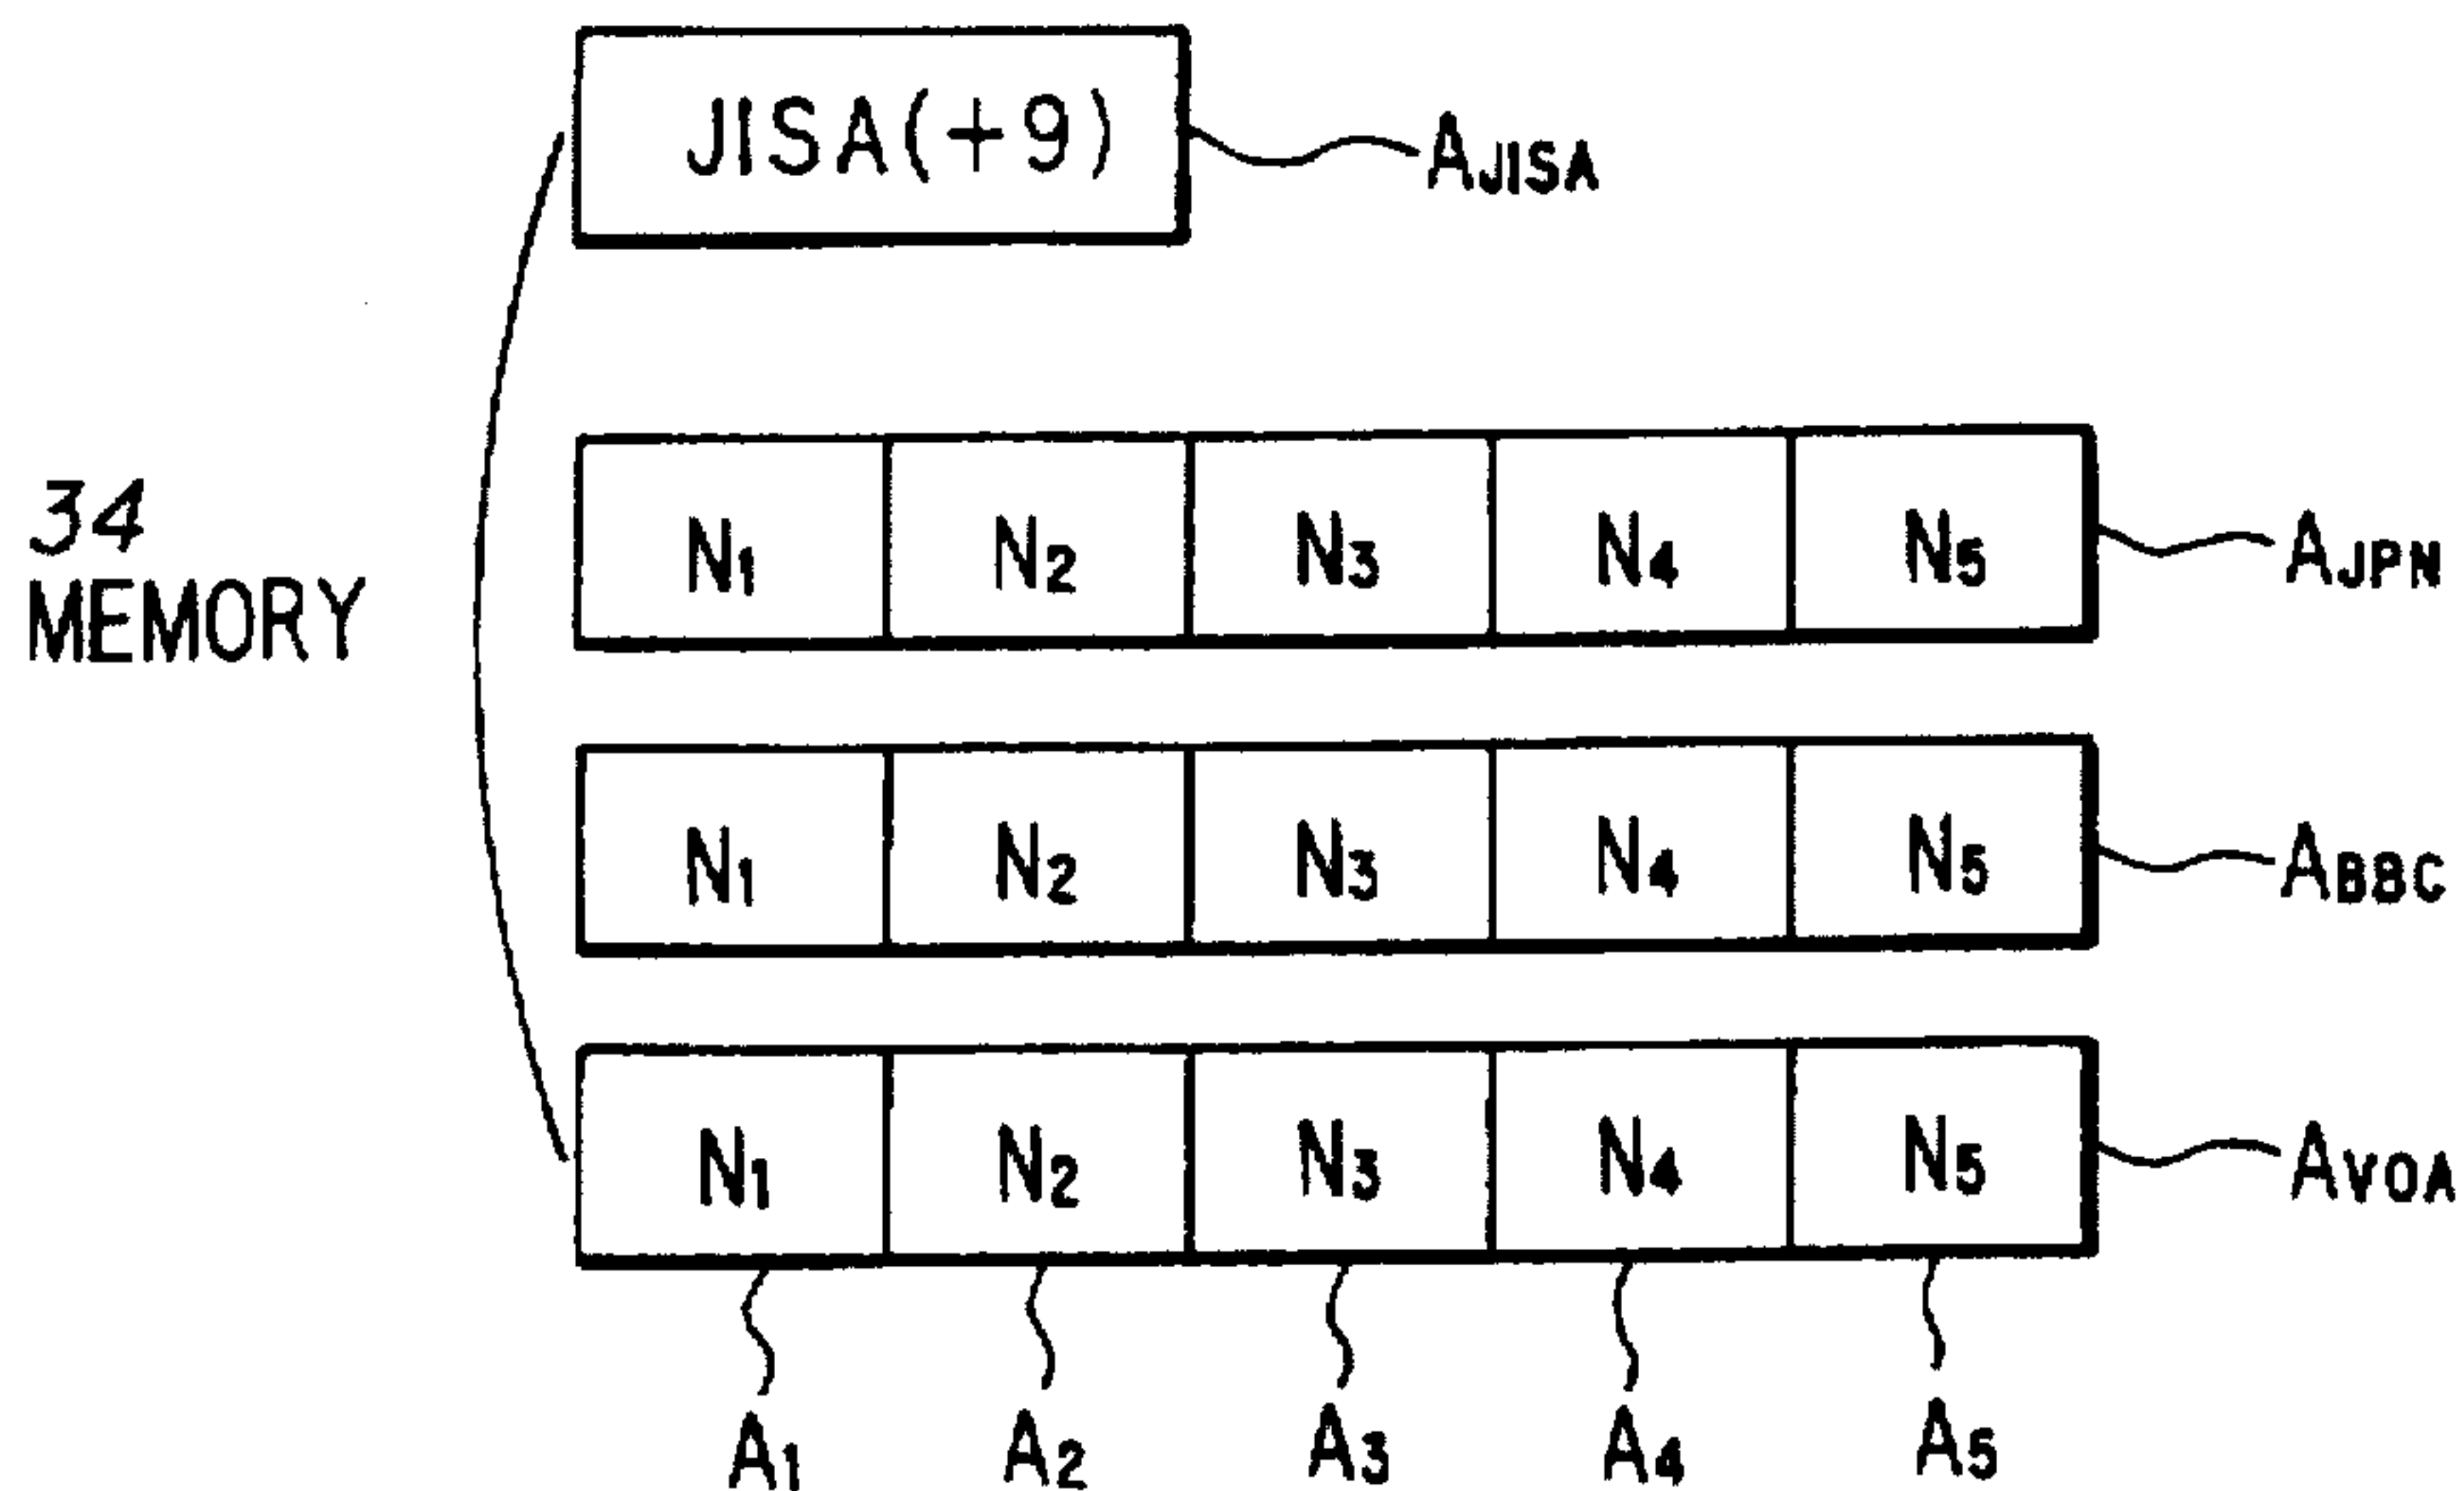 JISA(+9) AJISA
34
MEMORY
N1 N2 N3 N4 N5 AJPN
N1 N2 N3 N4 N5 ABBC
N1 N2 N3 N4 N5 AVOA
A1 A2 A3 A4 A5